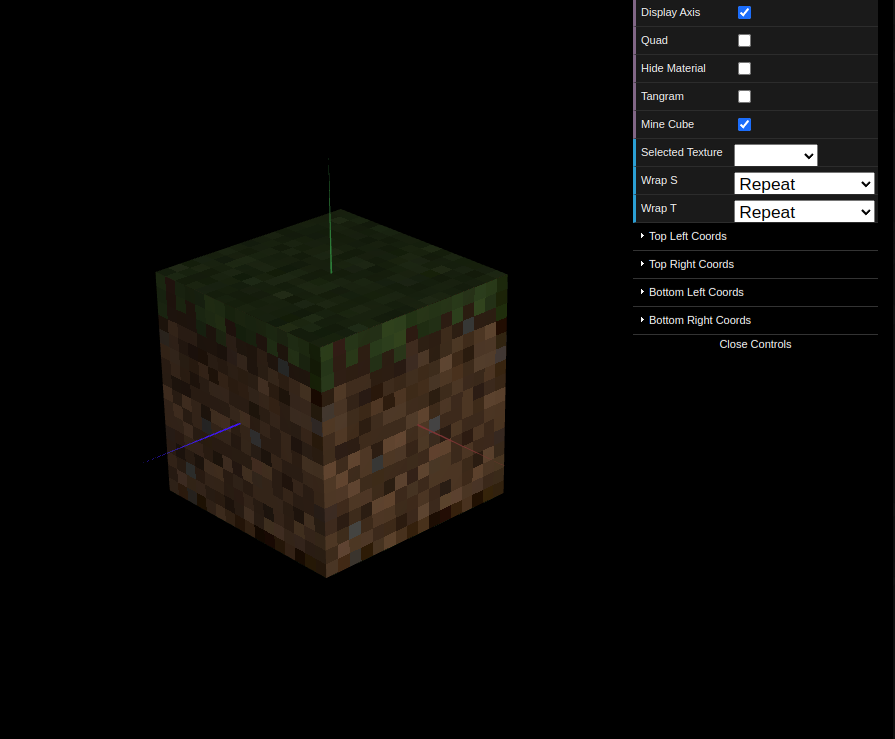 Display Axis
Quad
Hide Material
Tangram
Mine Cube
Selected Texture
Wrap S Repeat
Wrap T Repeat
Top Left Coords
Top Right Coords
Bottom Left Coords
Bottom Right Coords
Close Controls